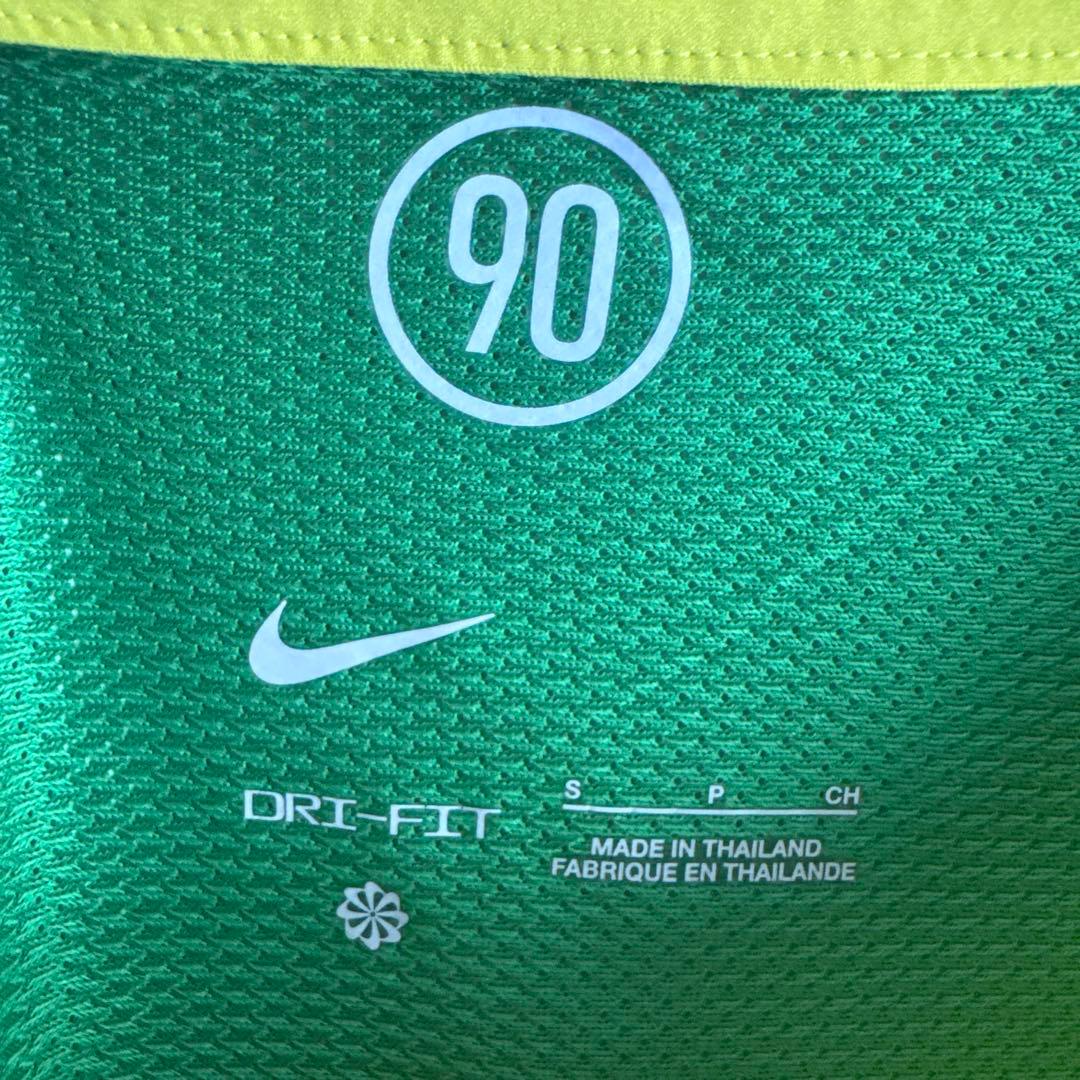 90
DRI-FIT
S P CH
MADE IN THAILAND
FABRIQUE EN THAILANDE